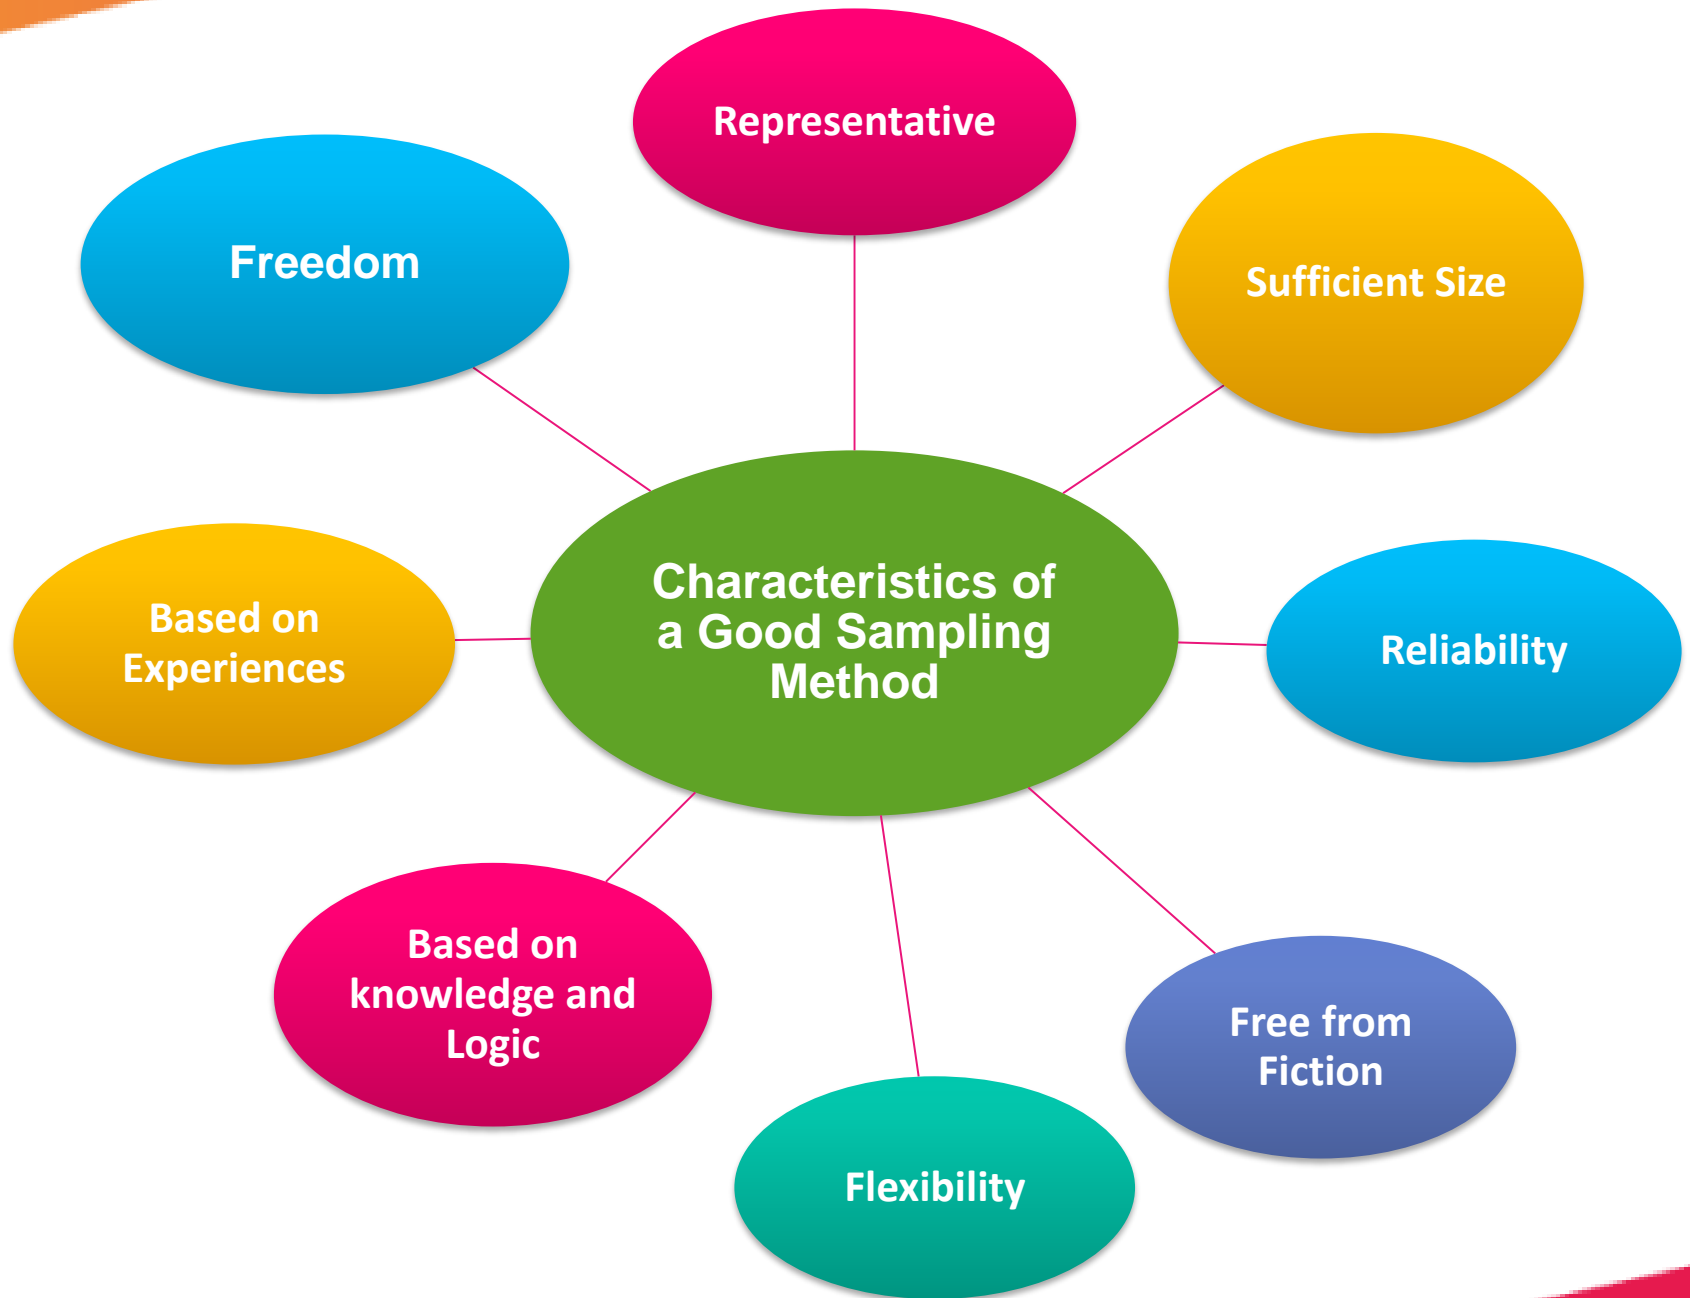 Representative
Freedom
Sufficient Size
Characteristics of
a Good Sampling
Method
Based on
Experiences
Reliability
Based on
knowledge and
Logic
Free from
Fiction
Flexibility